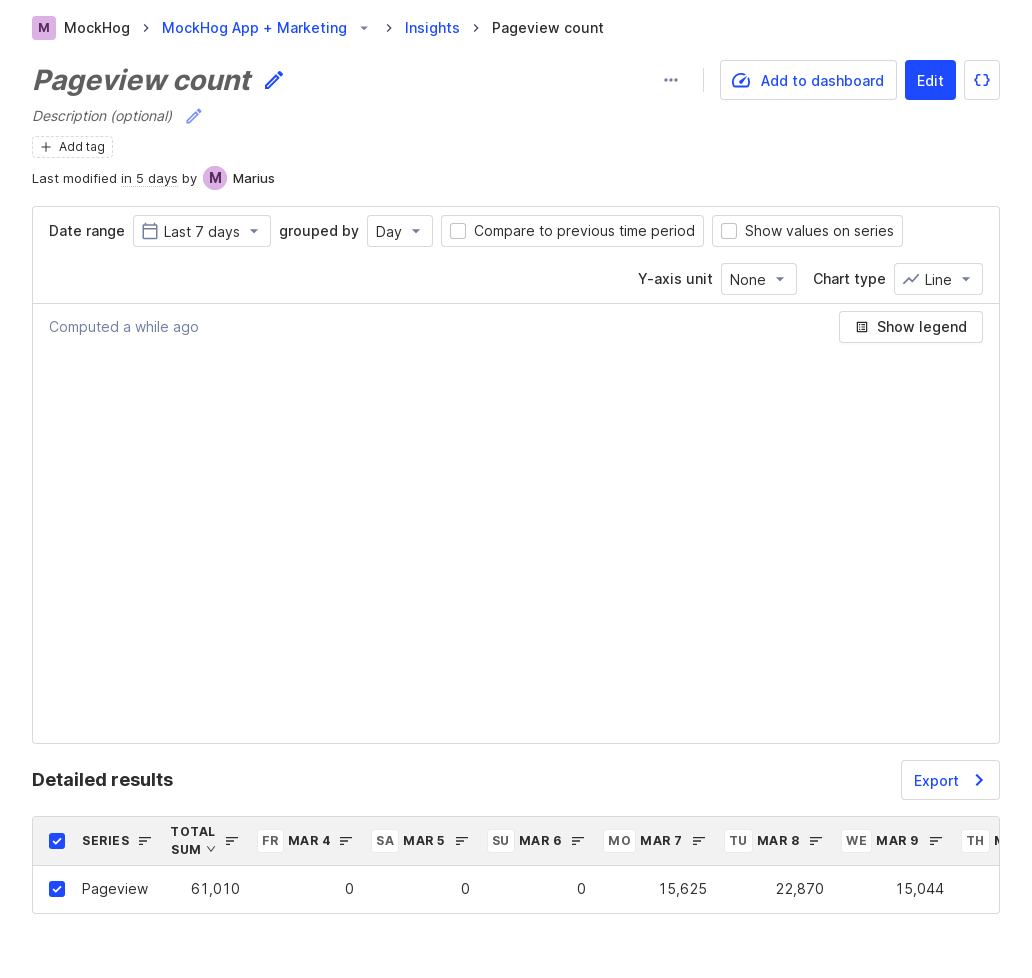 M MockHog MockHog App + Marketing Insights Pageview count
Pageview count
Add to dashboard Edit
Description (optional)
Add tag
Last modified in 5 days by M Marius
Date range Last 7 days grouped by Day Compare to previous time period Show values on series
Y-axis unit None Chart type Line
Computed a while ago Show legend
Detailed results Export
SERIES TOTAL SUM FR MAR 4 SA MAR 5 SU MAR 6 MO MAR 7 TU MAR 8 WE MAR 9 TH
Pageview 61,010 0 0 0 15,625 22,870 15,044